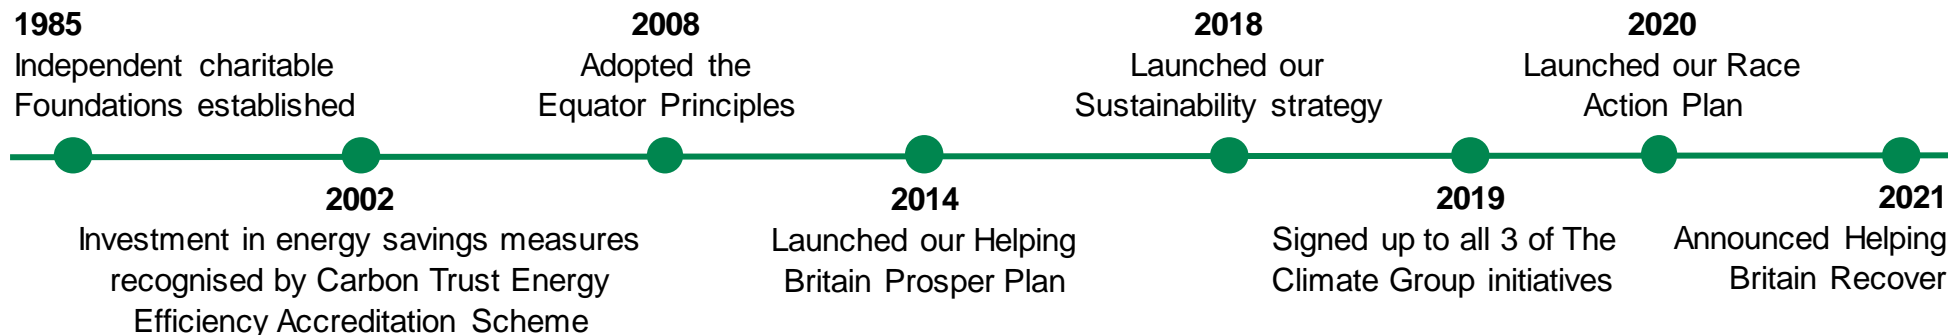 1985
Independent charitable
Foundations established
2002
Investment in energy savings measures
recognised by Carbon Trust Energy
Efficiency Accreditation Scheme
2008
Adopted the
Equator Principles
2014
Launched our Helping
Britain Prosper Plan
2018
Launched our
Sustainability strategy
2019
Signed up to all 3 of The
Climate Group initiatives
2020
Launched our Race
Action Plan
2021
Announced Helping
Britain Recover